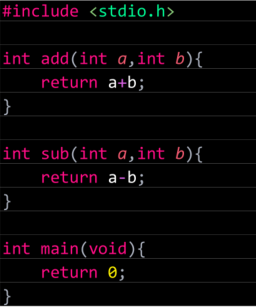 #include <stdio.h>
int add(int a,int b){
    return a+b;
}
int sub(int a,int b){
    return a-b;
}
int main(void){
    return 0;
}